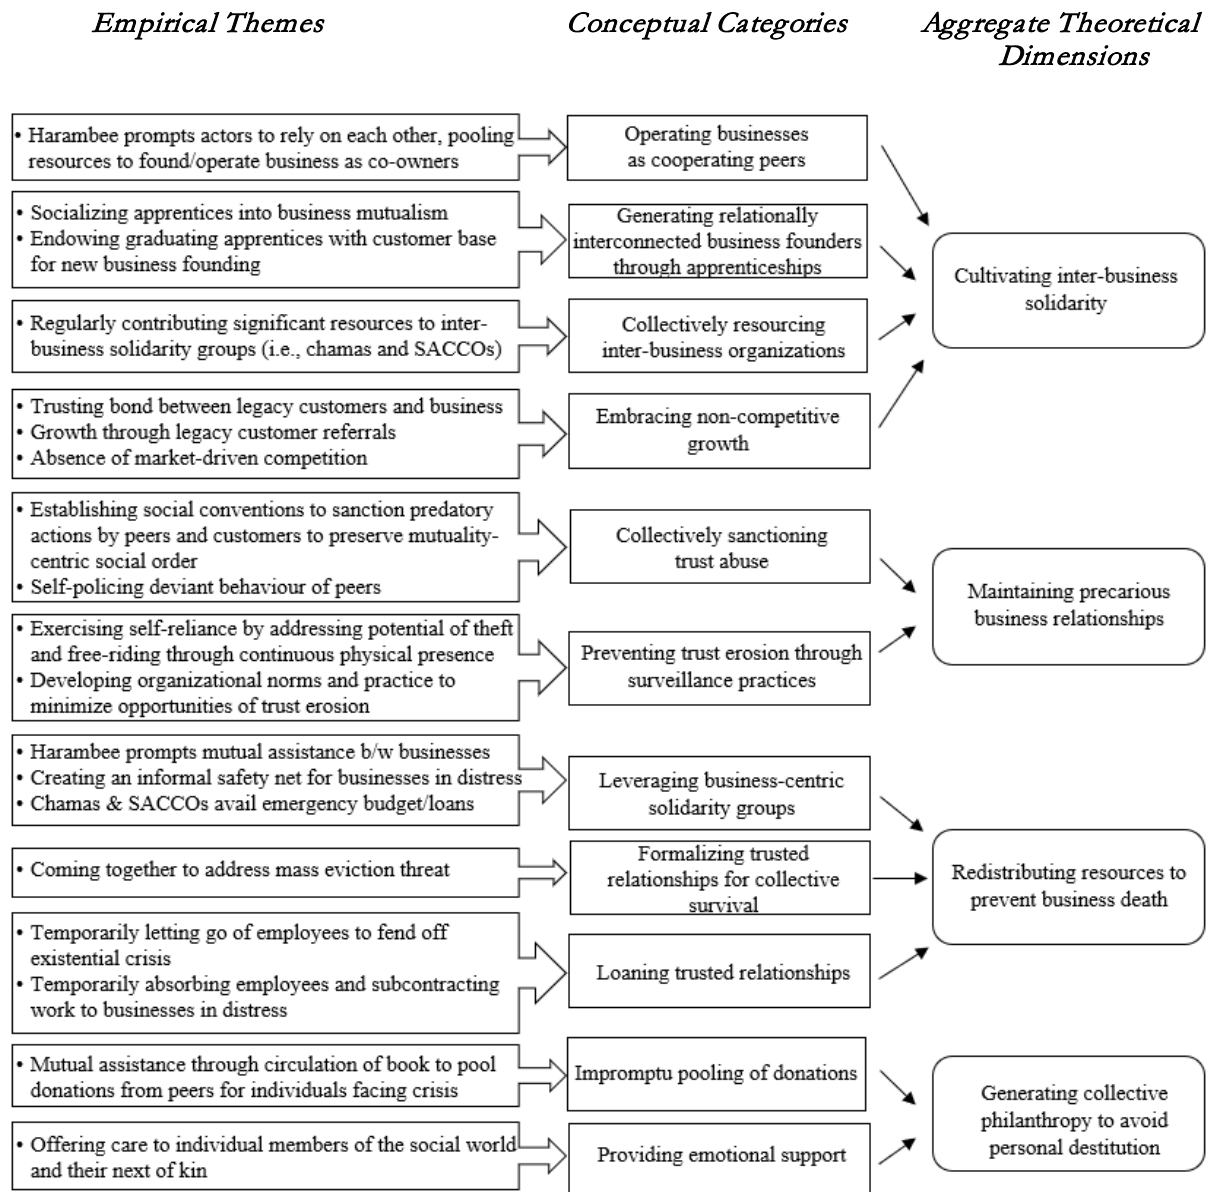 Empirical Themes
Conceptual Categories
Aggregate Theoretical
Dimensions
• Harambee prompts actors to rely on each other, pooling
resources to found/operate business as co-owners
Operating businesses
as cooperating peers
• Socializing apprentices into business mutualism
• Endowing graduating apprentices with customer base
for new business founding
Generating relationally
interconnected business founders
through apprenticeships
• Regularly contributing significant resources to inter-
business solidarity groups (i.e., chamas and SACCOs)
Collectively resourcing
inter-business organizations
• Trusting bond between legacy customers and business
• Growth through legacy customer referrals
• Absence of market-driven competition
Embracing non-competitive
growth
Cultivating inter-business
solidarity
• Establishing social conventions to sanction predatory
actions by peers and customers to preserve mutuality-
centric social order
• Self-policing deviant behaviour of peers
Collectively sanctioning
trust abuse
• Exercising self-reliance by addressing potential of theft
and free-riding through continuous physical presence
• Developing organizational norms and practice to
minimize opportunities of trust erosion
Preventing trust erosion through
surveillance practices
Maintaining precarious
business relationships
• Harambee prompts mutual assistance b/w businesses
• Creating an informal safety net for businesses in distress
• Chamas & SACCOs avail emergency budget/loans
Leveraging business-centric
solidarity groups
• Coming together to address mass eviction threat
Formalizing trusted
relationships for collective
survival
• Temporarily letting go of employees to fend off
existential crisis
• Temporarily absorbing employees and subcontracting
work to businesses in distress
Loaning trusted relationships
Redistributing resources to
prevent business death
• Mutual assistance through circulation of book to pool
donations from peers for individuals facing crisis
Impromptu pooling of donations
• Offering care to individual members of the social world
and their next of kin
Providing emotional support
Generating collective
philanthropy to avoid
personal destitution